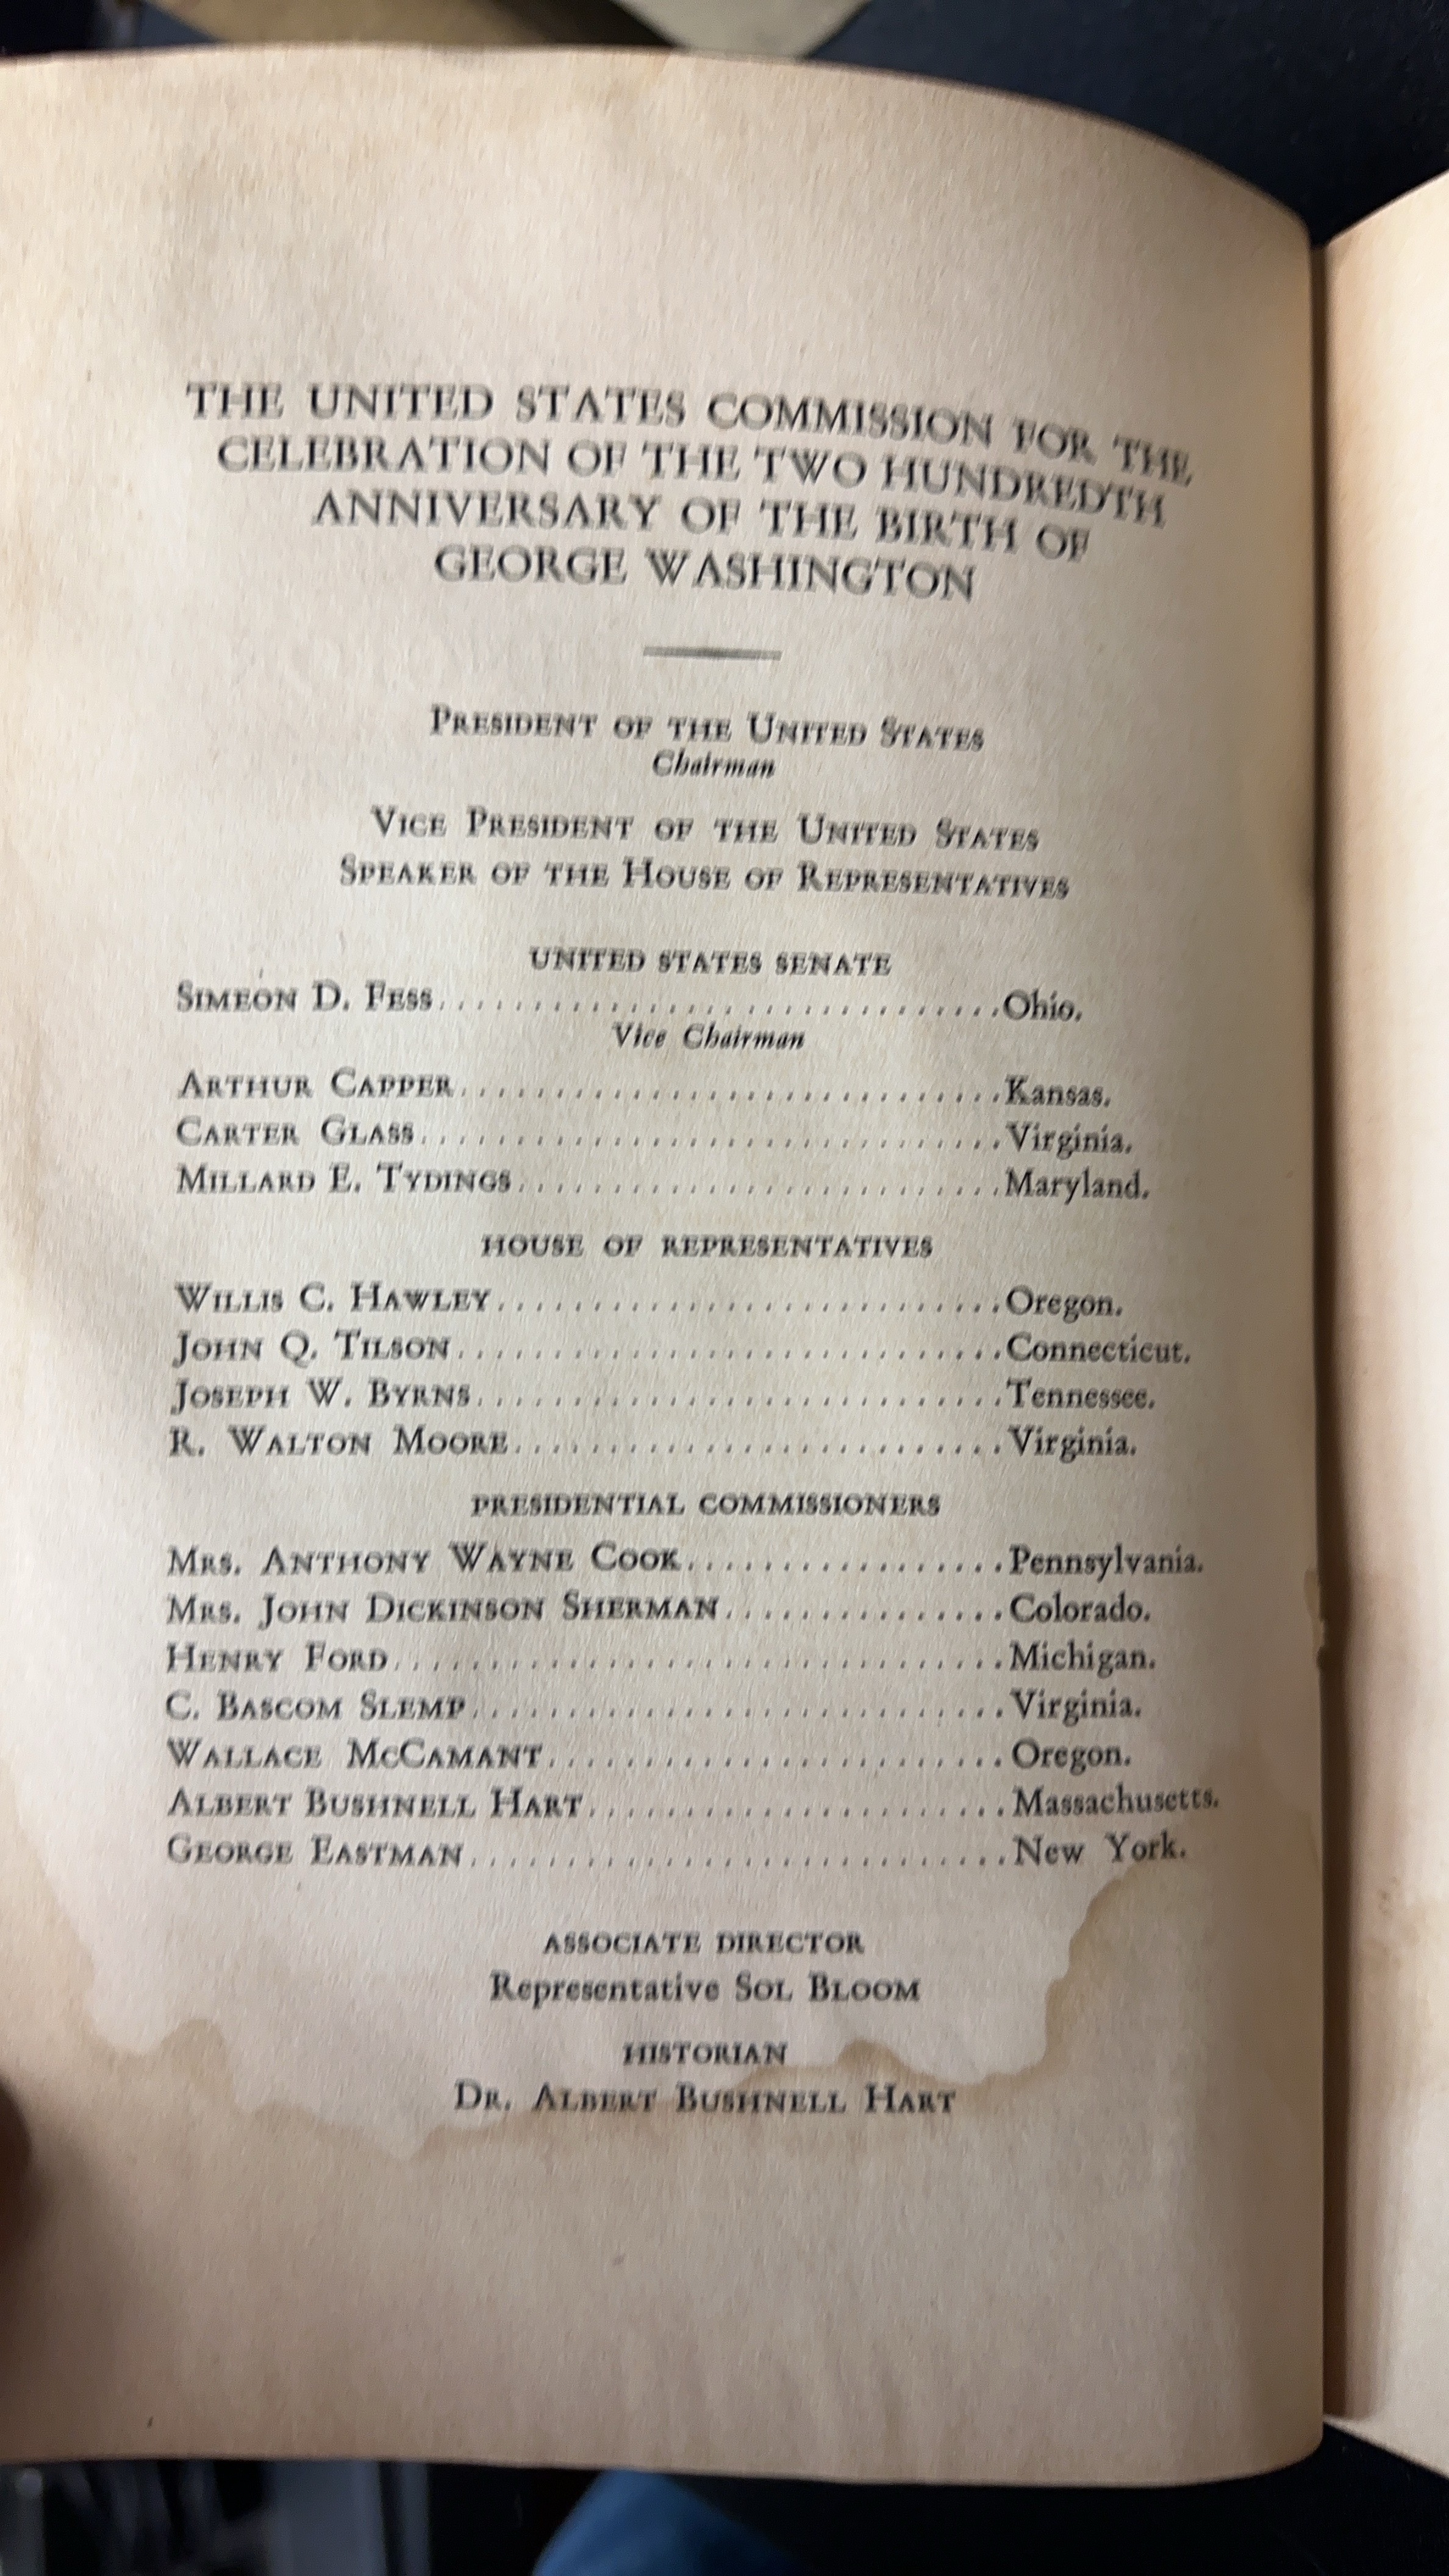 THE UNITED STATES COMMISSION FOR THE
CELEBRATION OF THE TWO HUNDREDTH
ANNIVERSARY OF THE BIRTH OF
GEORGE WASHINGTON
PRESIDENT OF THE UNITED STATES
Chairman
VICE PRESIDENT OF THE UNITED STATES
SPEAKER OF THE HOUSE OF REPRESENTATIVES
UNITED STATES SENATE
SIMEON D. FESS..............................Ohio.
Vice Chairman
ARTHUR CAPPER..............................Kansas.
CARTER GLASS..............................Virginia.
MILLARD E. TYDINGS..........................Maryland.
HOUSE OF REPRESENTATIVES
WILLIS C. HAWLEY...........................Oregon.
JOHN Q. TILSON.............................Connecticut.
JOSEPH W. BYRNS............................Tennessee.
R. WALTON MOORE..........................Virginia.
PRESIDENTIAL COMMISSIONERS
MRS. ANTHONY WAYNE COOK.................Pennsylvania.
MRS. JOHN DICKINSON SHERMAN...............Colorado.
HENRY FORD................................Michigan.
C. BASCOM SLEMP............................Virginia.
WALLACE MCCAMANT........................Oregon.
ALBERT BUSHNELL HART......................Massachusetts.
GEORGE EASTMAN............................New York.
ASSOCIATE DIRECTOR
Representative SOL BLOOM
HISTORIAN
DR. ALBERT BUSHNELL HART